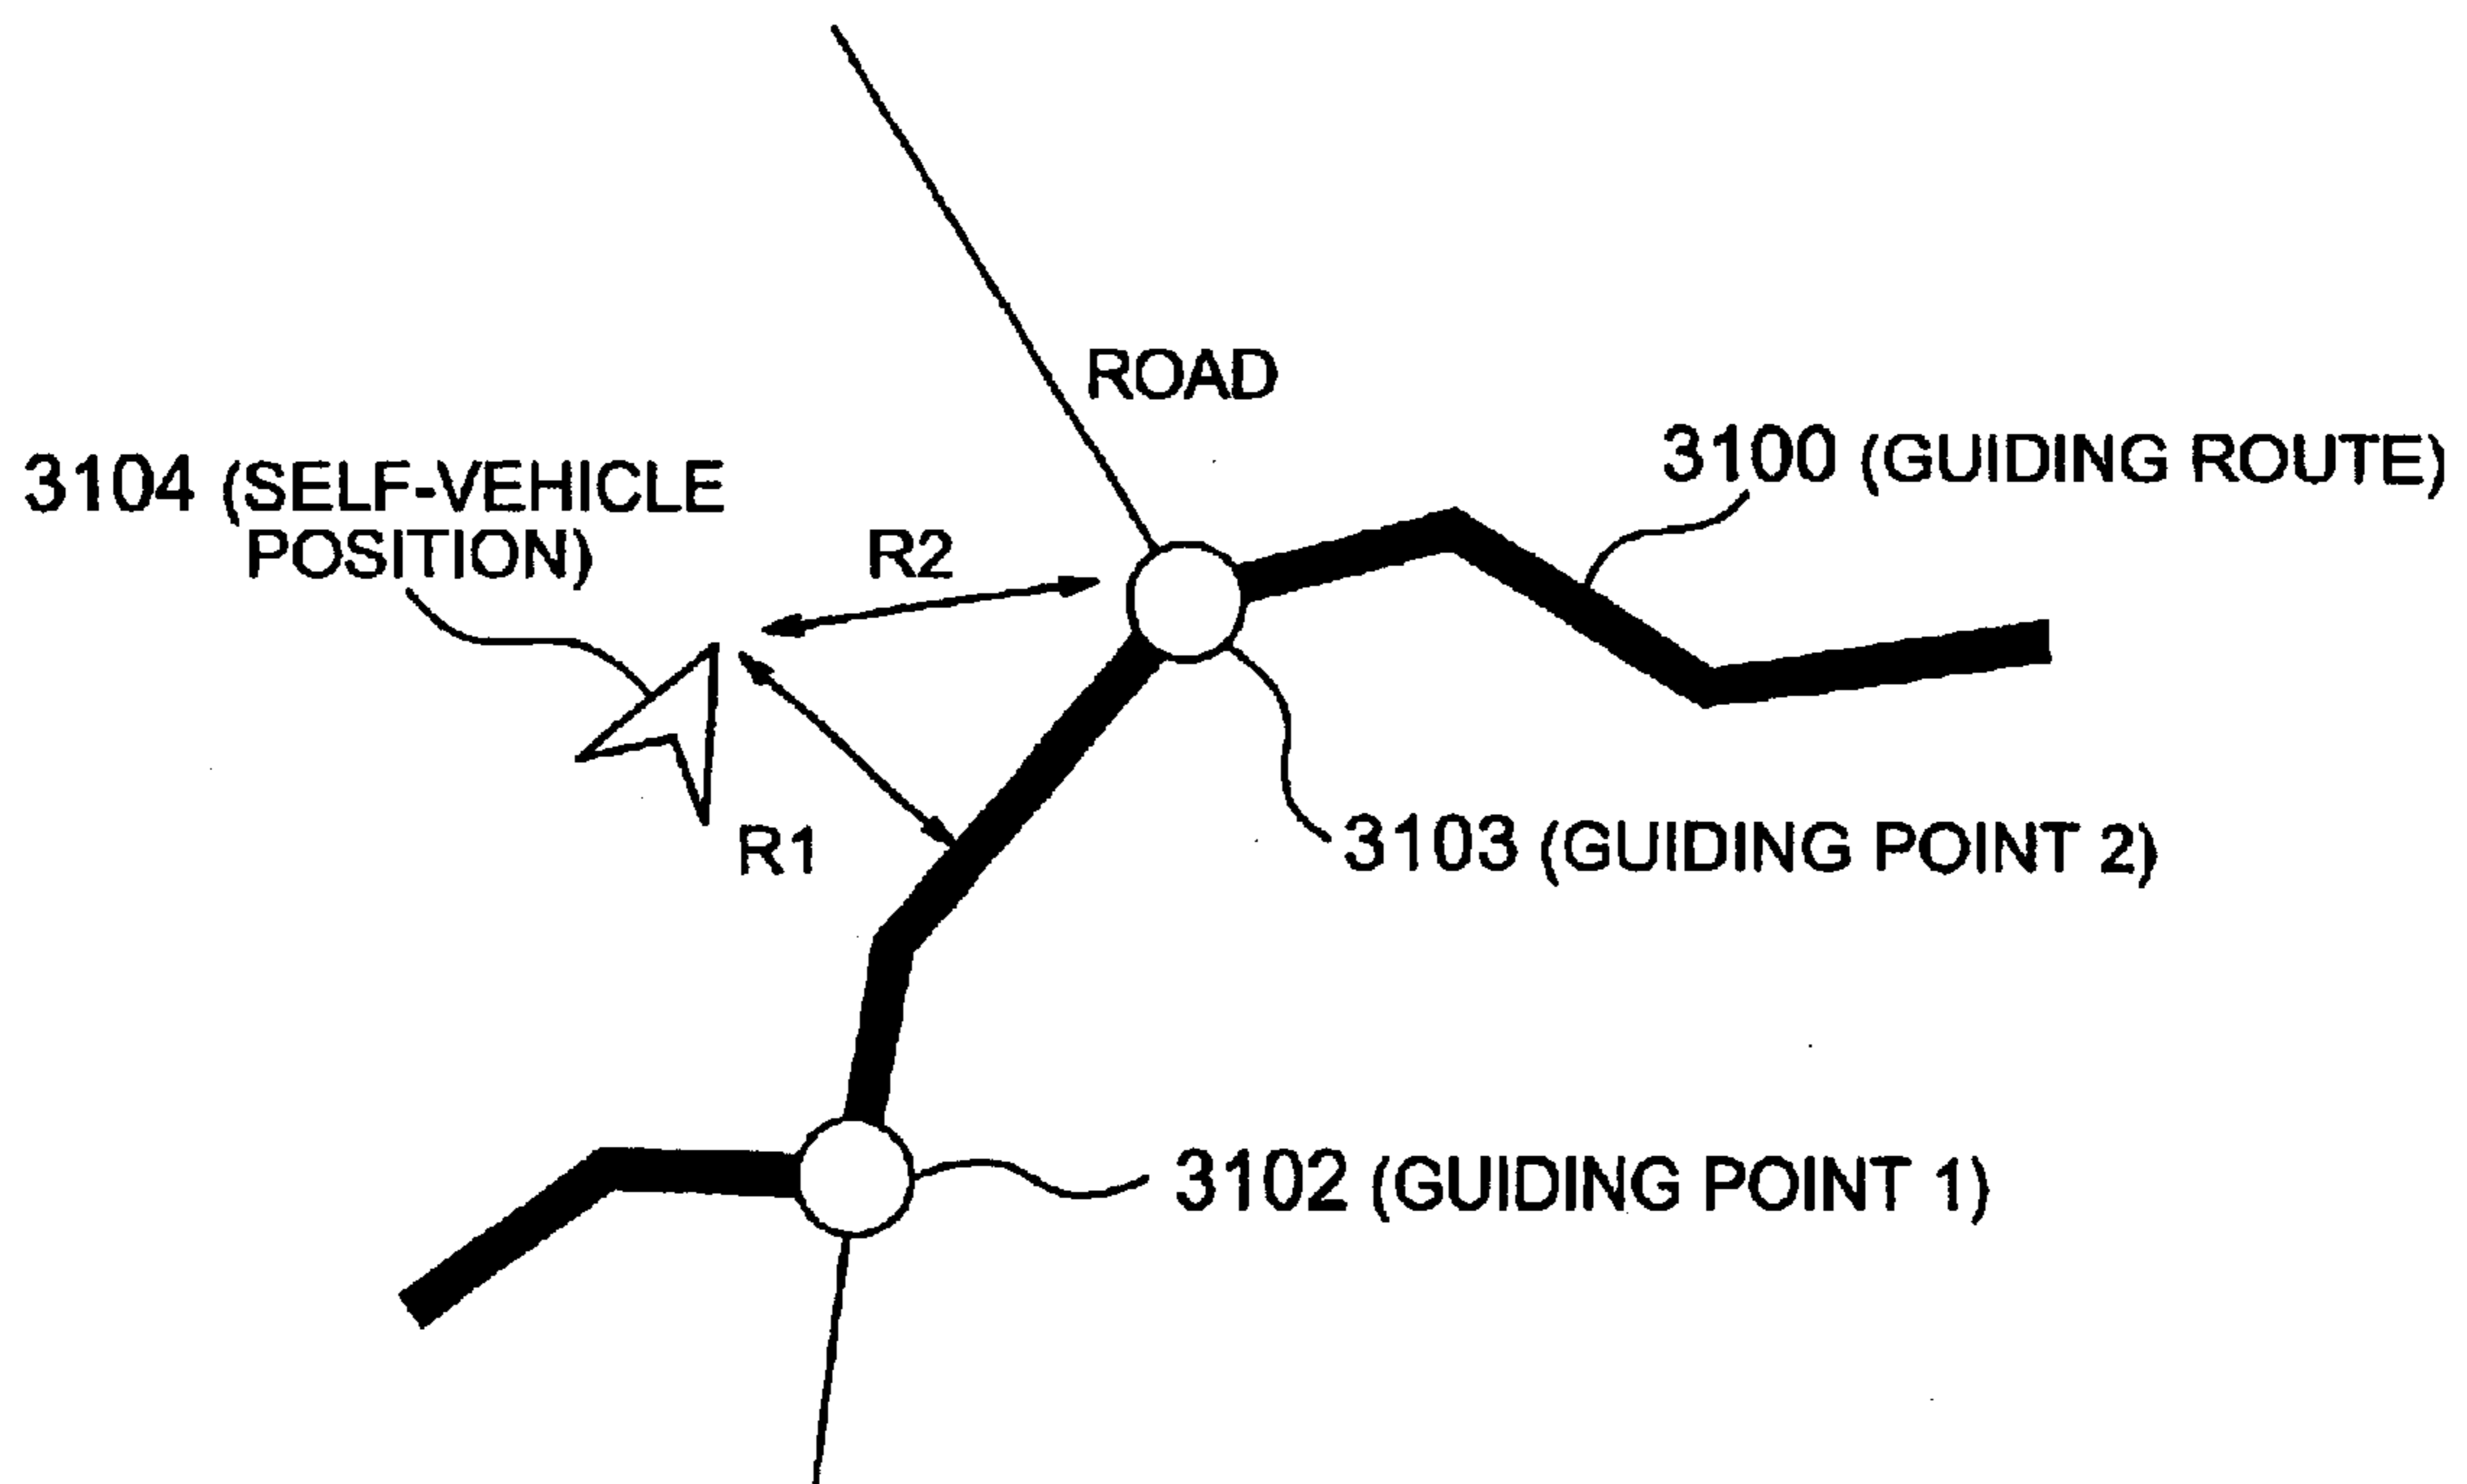 ROAD
3100 (GUIDING ROUTE)
3104 (SELF-VEHICLE
POSITION)
R2
R1
3103 (GUIDING POINT 2)
3102 (GUIDING POINT 1)